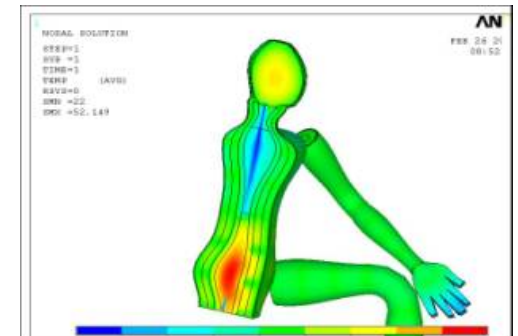 NODAL SOLUTION
STEP=1
SUB =1
TIME=1
TEMP (AVG)
RSYS=0
SMN =22
SMX =52.149
AN
FEB 26 2
08:52